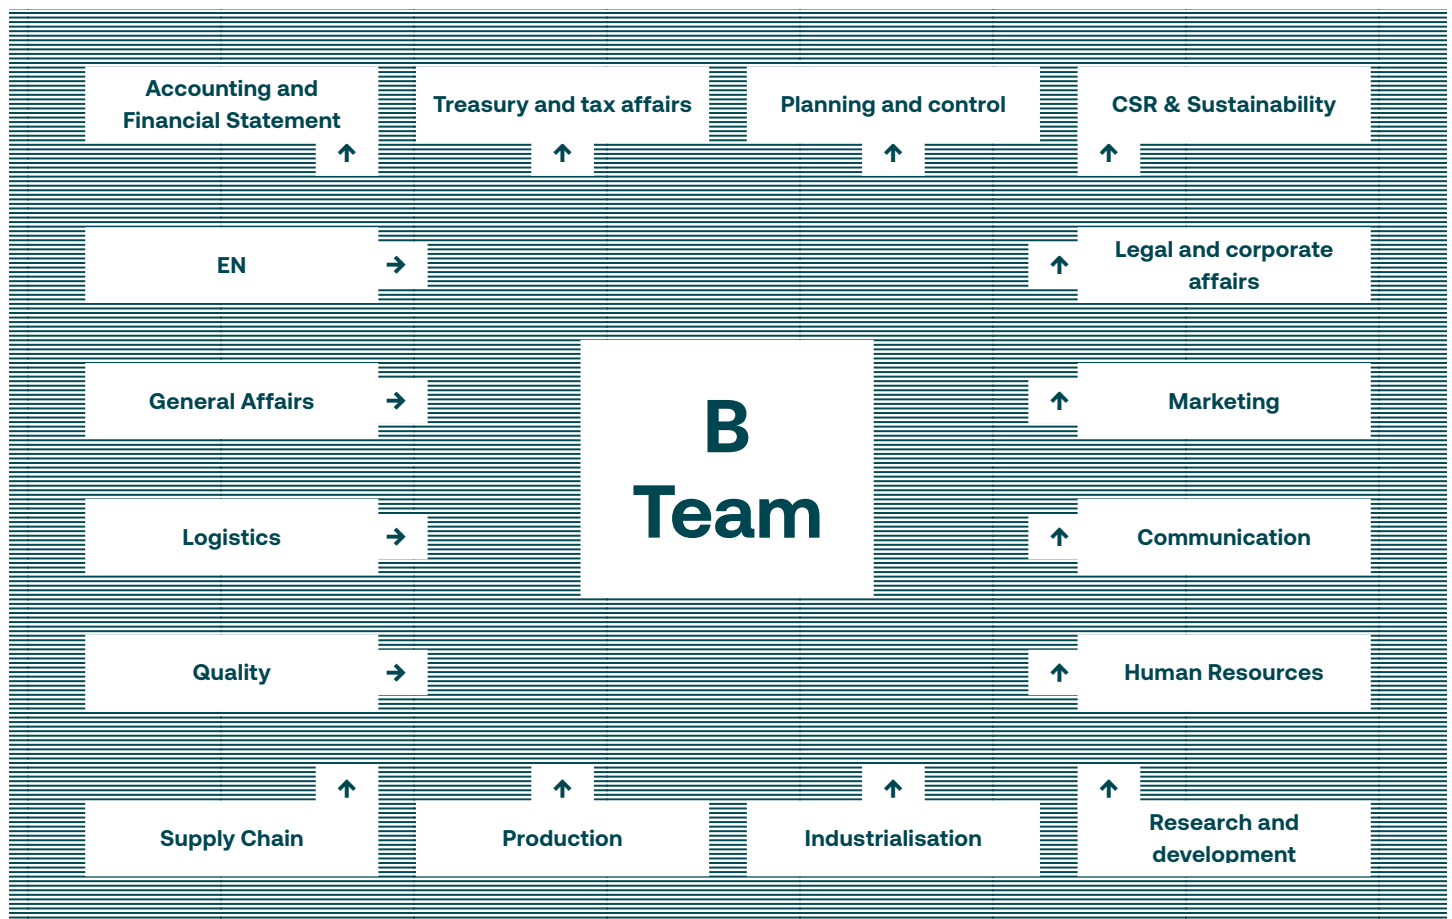 Accounting and
Financial Statement
Treasury and tax affairs
Planning and control
CSR & Sustainability
EN
Legal and corporate
affairs
General Affairs
Marketing
B
Team
Logistics
Communication
Quality
Human Resources
Supply Chain
Production
Industrialisation
Research and
development